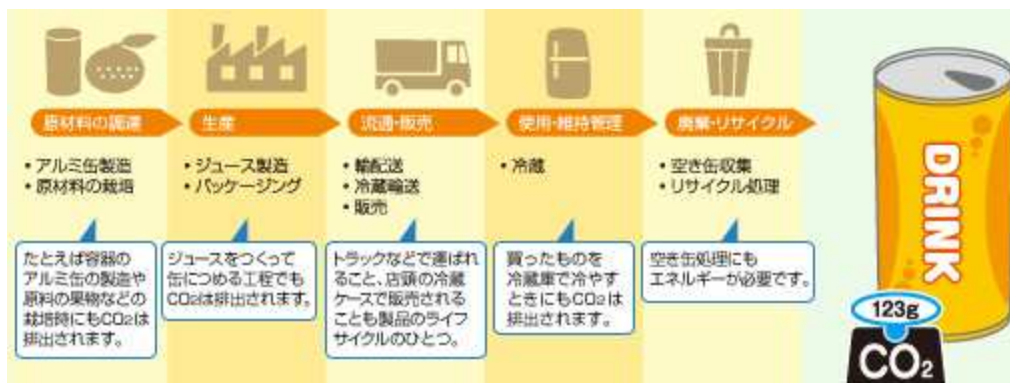 原材料の調達
生産
流通・販売
使用・維持管理
廃棄・リサイクル
・アルミ缶製造
・原材料の栽培
・ジュース製造
・パッケージング
・輸配送
・冷蔵輸送
・販売
・冷蔵
・空き缶収集
・リサイクル処理
たとえば容器の
アルミ缶の製造や
原料の果物などの
栽培時にもCO₂は
排出されます。
ジュースをつくって
缶につめる工程でも
CO₂は排出されます。
トラックなどで運ばれ
ること、店頭の冷蔵
ケースで販売される
ことも製品のライフ
サイクルのひとつ。
買ったものを
冷蔵庫で冷やす
ときにもCO₂は
排出されます。
空き缶処理にも
エネルギーが必要です。
DRINK
123g
CO₂